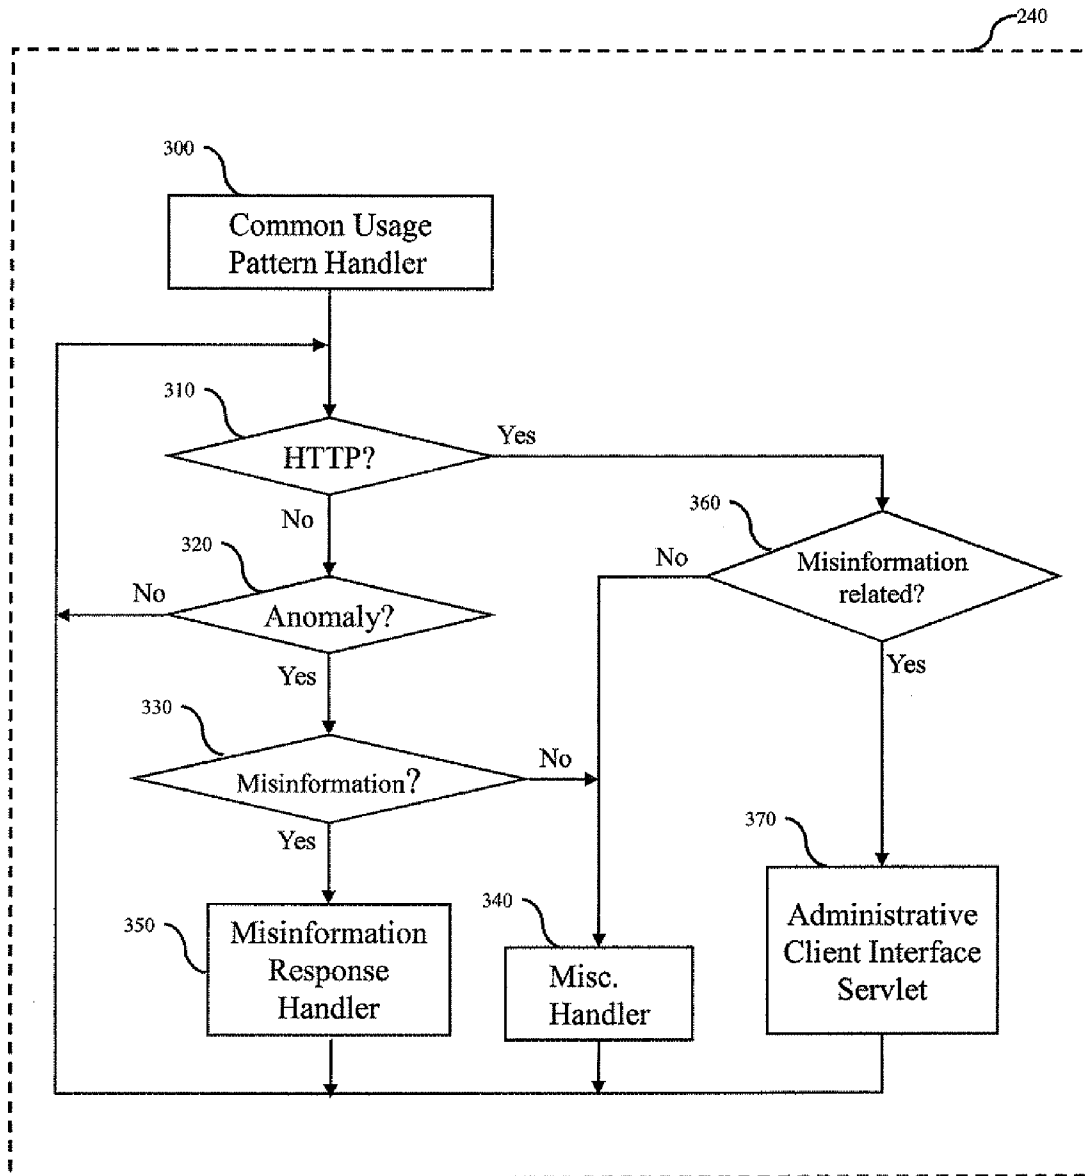 240
300
Common Usage
Pattern Handler
310
HTTP?
Yes
No
360
Misinformation
related?
No
Yes
320
Anomaly?
No
Yes
330
Misinformation?
No
Yes
350
Misinformation
Response
Handler
340
Misc.
Handler
370
Administrative
Client Interface
Servlet